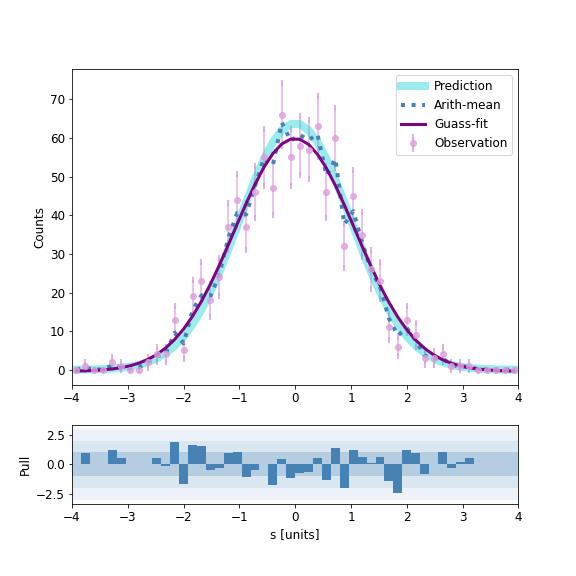 70
60
50
40
30
20
10
0
Counts
Prediction
Arith-mean
Guass-fit
Observation
−4 −3 −2 −1 0 1 2 3 4
2.5
0.0
−2.5
Pull
−4 −3 −2 −1 0 1 2 3 4
s [units]